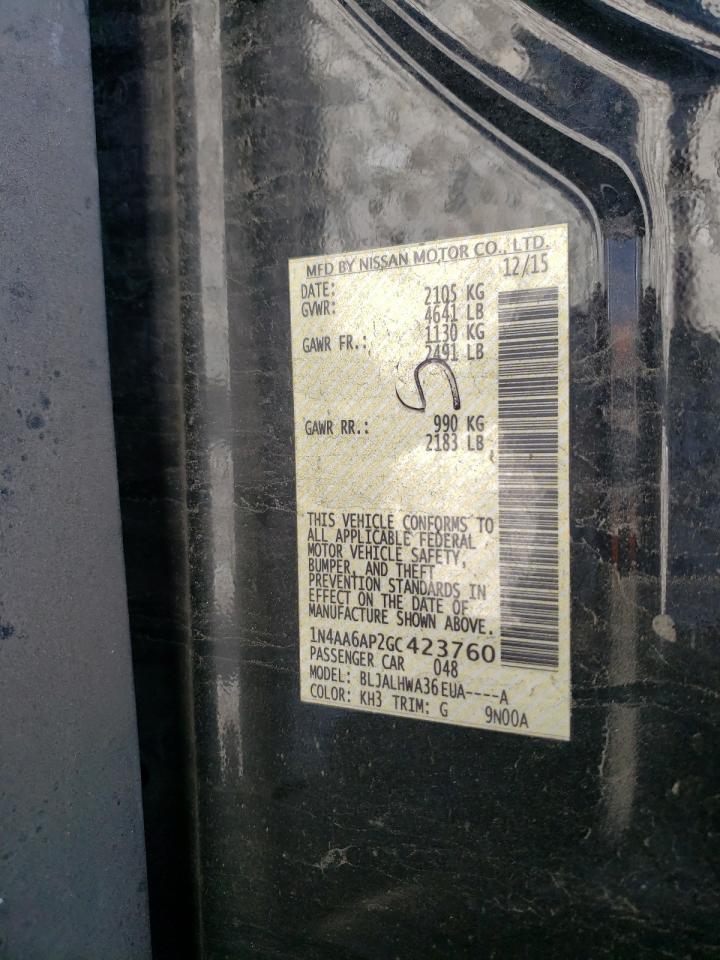 MFD BY NISSAN MOTOR CO., LTD.
DATE: 12/15
GVWR: 2105 KG
4641 LB
GAWR FR.: 1130 KG
2491 LB
5
GAWR RR.: 990 KG
2183 LB
THIS VEHICLE CONFORMS TO
ALL APPLICABLE FEDERAL
MOTOR VEHICLE SAFETY,
BUMPER, AND THEFT
PREVENTION STANDARDS IN
EFFECT ON THE DATE OF
MANUFACTURE SHOWN ABOVE.
1N4AA6AP2GC423760
PASSENGER CAR 048
MODEL: BLJALHWA36EUA----A
COLOR: KH3 TRIM: G 9N00A